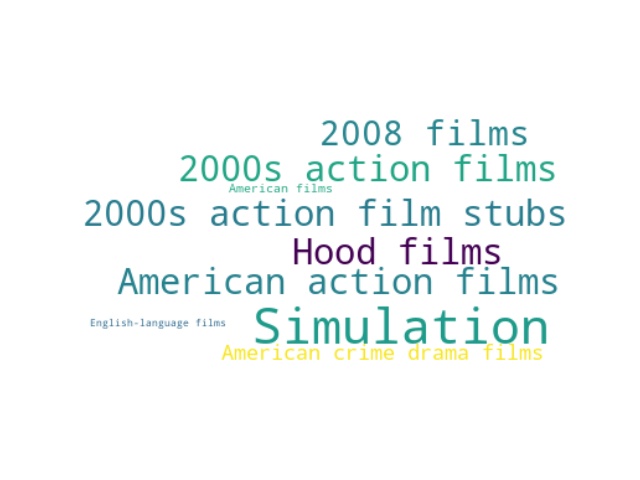 2008 films
2000s action films
American films
2000s action film stubs
Hood films
American action films
English-language films
Simulation
American crime drama films